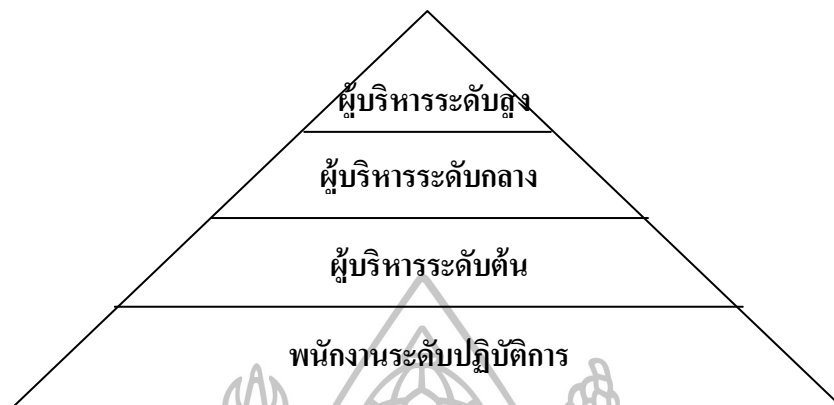 ผู้บริหารระดับสูง
ผู้บริหารระดับกลาง
ผู้บริหารระดับต้น
พนักงานระดับปฏิบัติการ